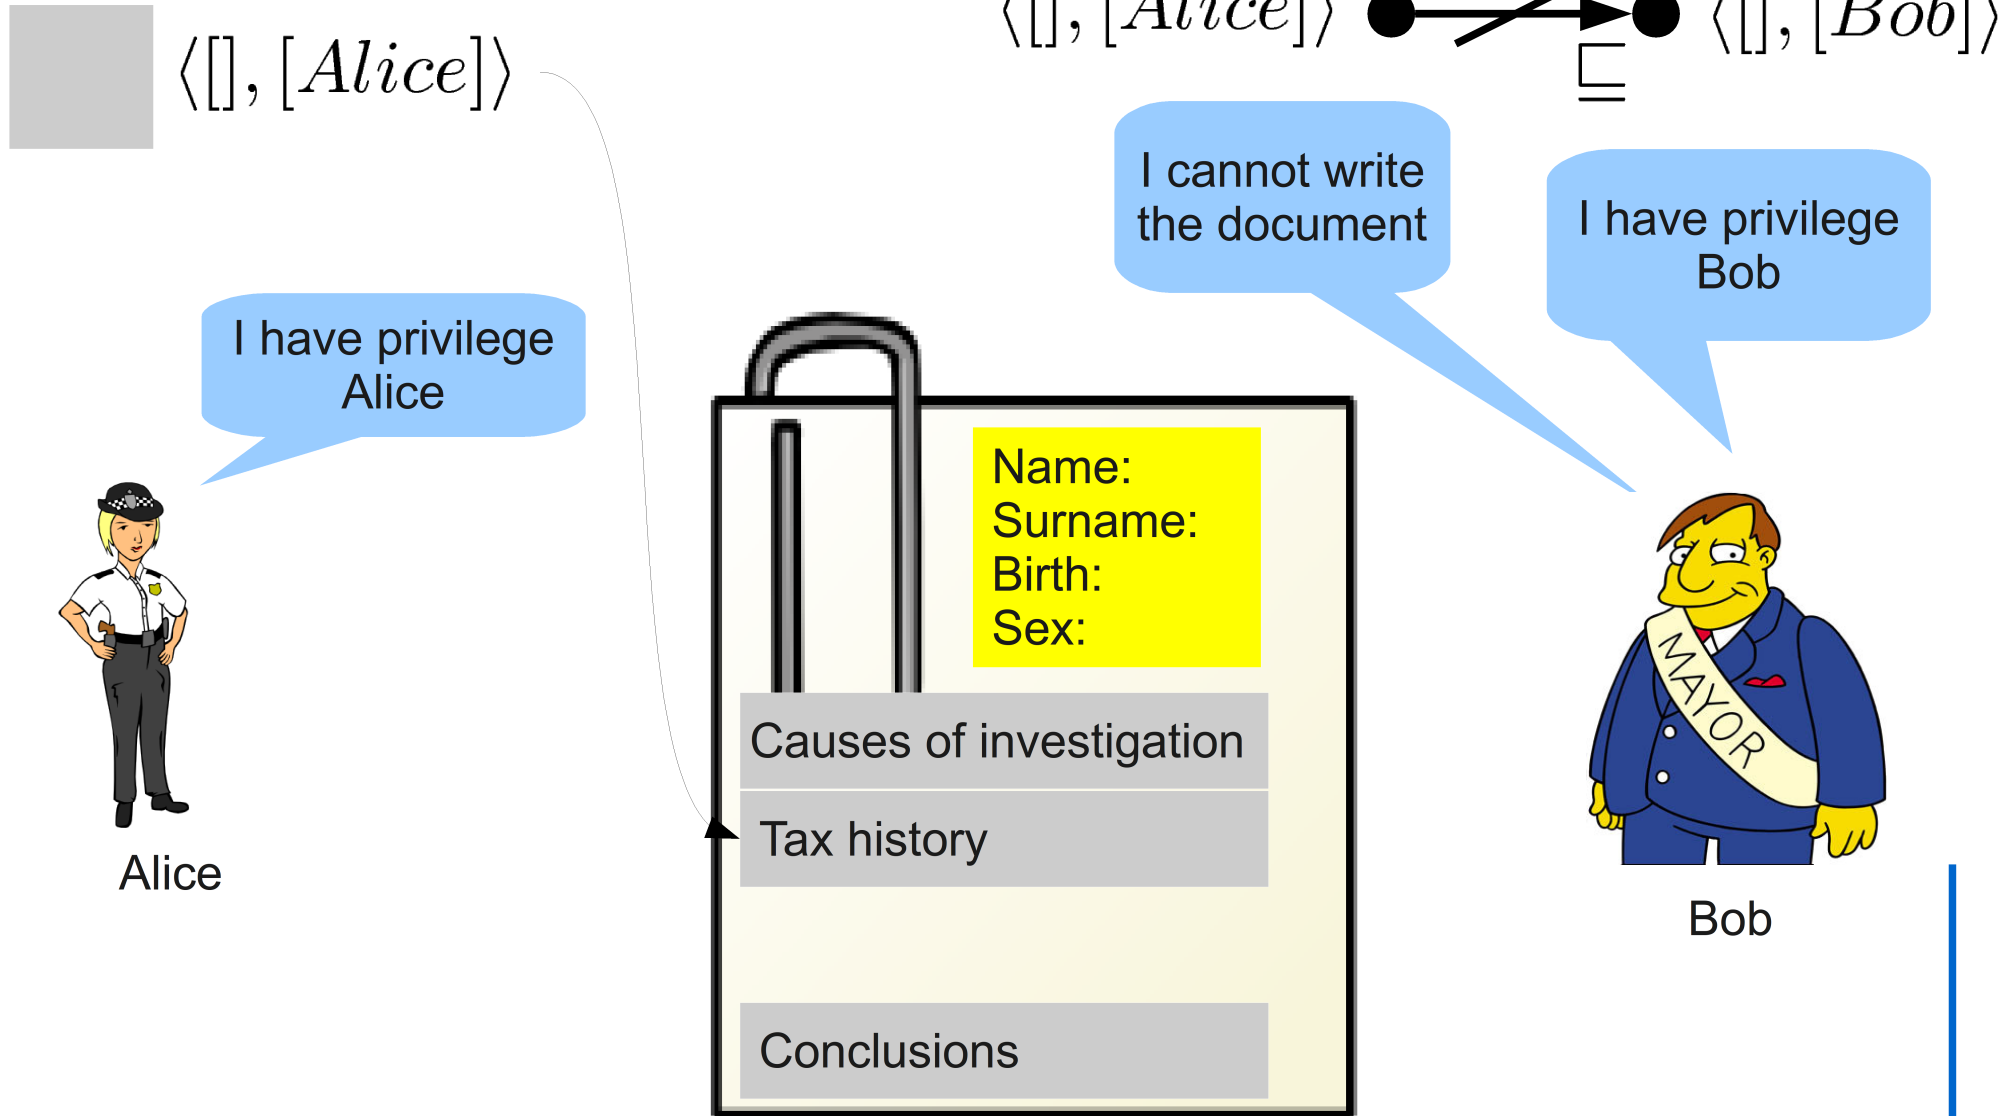 ⟨[], [Alice]⟩
⟨[], [Alice]⟩ ⊑ ⟨[], [Bob]⟩
I cannot write
the document
I have privilege
Bob
I have privilege
Alice
Name:
Surname:
Birth:
Sex:
Causes of investigation
Tax history
Conclusions
MAYOR
Alice
Bob